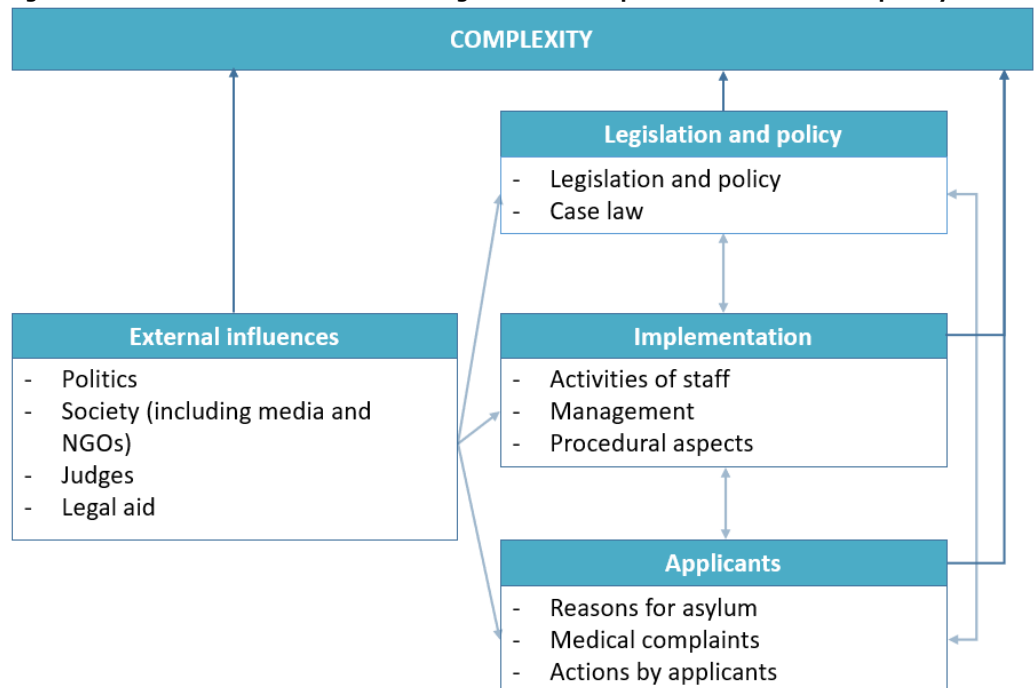 COMPLEXITY
Legislation and policy
- Legislation and policy
- Case law
External influences
- Politics
- Society (including media and
NGOs)
- Judges
- Legal aid
Implementation
- Activities of staff
- Management
- Procedural aspects
Applicants
- Reasons for asylum
- Medical complaints
- Actions by applicants